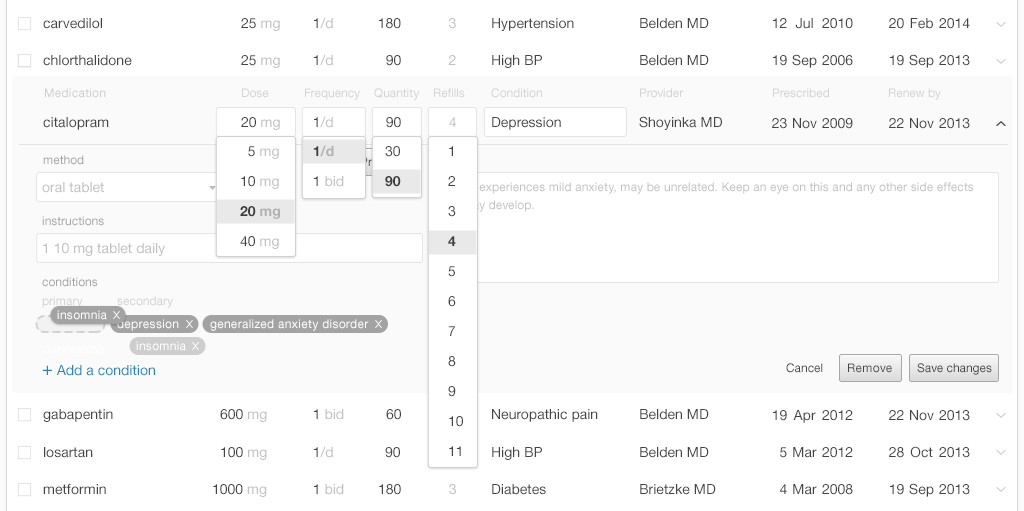 carvedilol 25 mg 1/d 180 3 Hypertension Belden MD 12 Jul 2010 20 Feb 2014
chlorthalidone 25 mg 1/d 90 2 High BP Belden MD 19 Sep 2006 19 Sep 2013
Medication Dose Frequency Quantity Refills Condition Provider Prescribed Renew by
citalopram 20 mg 1/d 90 4 Depression Shoyinka MD 23 Nov 2009 22 Nov 2013
5 mg 1/d 30 1
method
10 mg 1 bid 90 2
oral tablet
experiences mild anxiety, may be unrelated. Keep an eye on this and any other side effects
develop.
20 mg 3
instructions
40 mg 4
1 10 mg tablet daily
5
conditions
primary secondary
6
insomnia X
depression X generalized anxiety disorder X
7
insomnia X
8
+ Add a condition
Cancel Remove Save changes
9
gabapentin 600 mg 1 bid 60 Neuropathic pain Belden MD 19 Apr 2012 22 Nov 2013
10
losartan 100 mg 1/d 90 11 High BP Belden MD 5 Mar 2012 28 Oct 2013
metformin 1000 mg 1 bid 180 3 Diabetes Brietzke MD 4 Mar 2008 19 Sep 2013